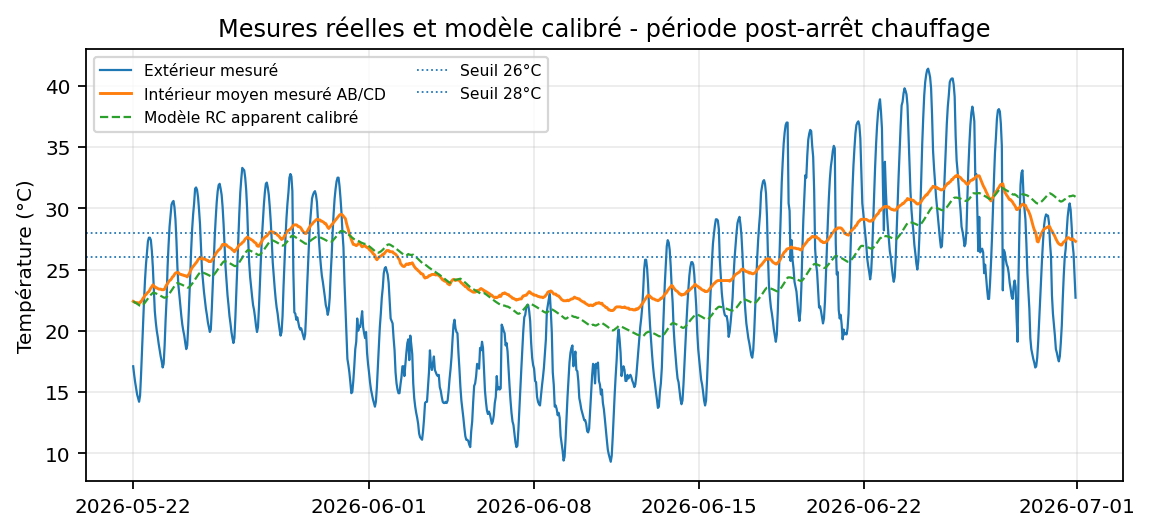 Mesures réelles et modèle calibré - période post-arrêt chauffage
Extérieur mesuré
Intérieur moyen mesuré AB/CD
Modèle RC apparent calibré
Seuil 26°C
Seuil 28°C
Température (°C)
40
35
30
25
20
15
10
2026-05-22
2026-06-01
2026-06-08
2026-06-15
2026-06-22
2026-07-01